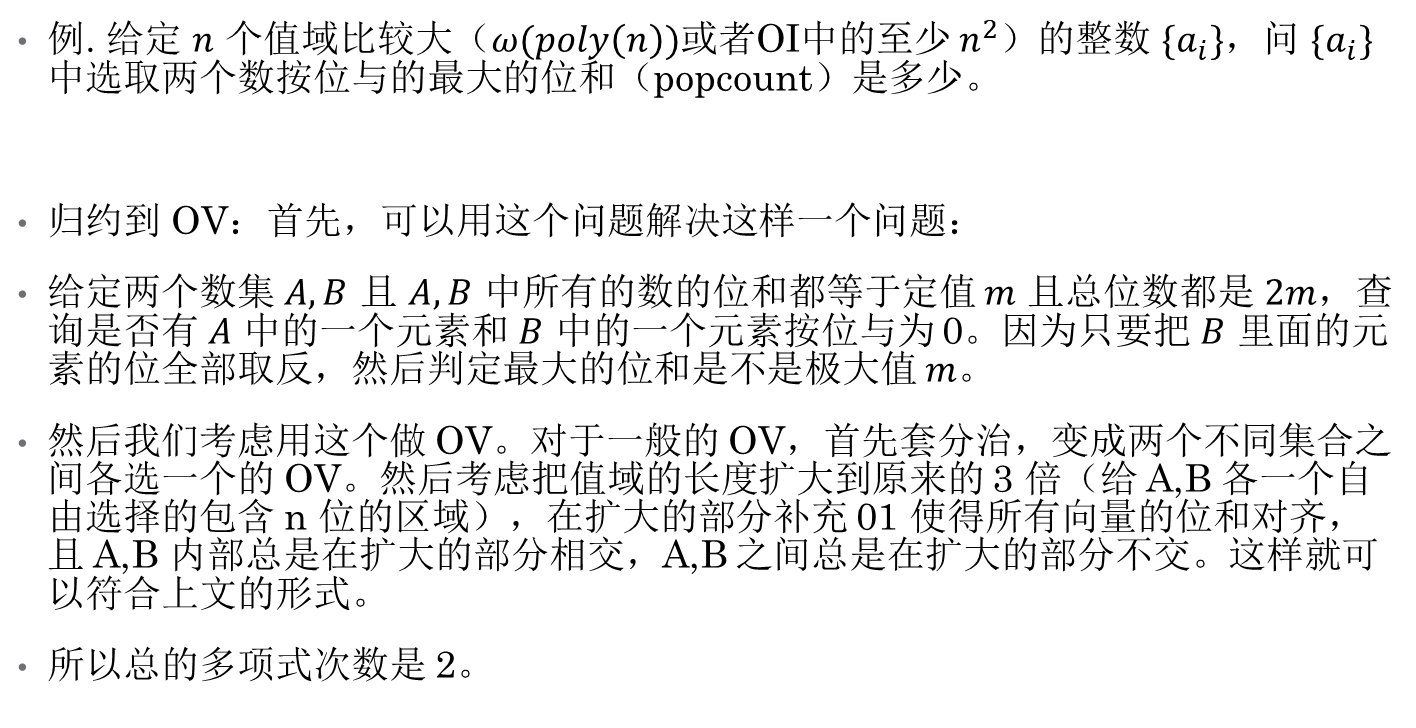 • 例. 给定 n 个值域比较大（ω(poly(n))或者OI中的至少 n²）的整数 {aᵢ}，问 {aᵢ}
中选取两个数按位与的最大的位和（popcount）是多少。
• 归约到 OV：首先，可以用这个问题解决这样一个问题：
• 给定两个数集 A,B 且 A,B 中所有的数的位和都等于定值 m 且总位数都是 2m，查
询是否有 A 中的一个元素和 B 中的一个元素按位与为 0。因为只要把 B 里面的元
素的位全部取反，然后判定最大的位和是不是极大值 m。
• 然后我们考虑用这个做 OV。对于一般的 OV，首先套分治，变成两个不同集合之
间各选一个的 OV。然后考虑把值域的长度扩大到原来的 3 倍（给 A,B 各一个自
由选择的包含 n 位的区域），在扩大的部分补充 01 使得所有向量的位和对齐，
且 A,B 内部总是在扩大的部分相交，A,B 之间总是在扩大的部分不交。这样就可
以符合上文的形式。
• 所以总的多项式次数是 2。